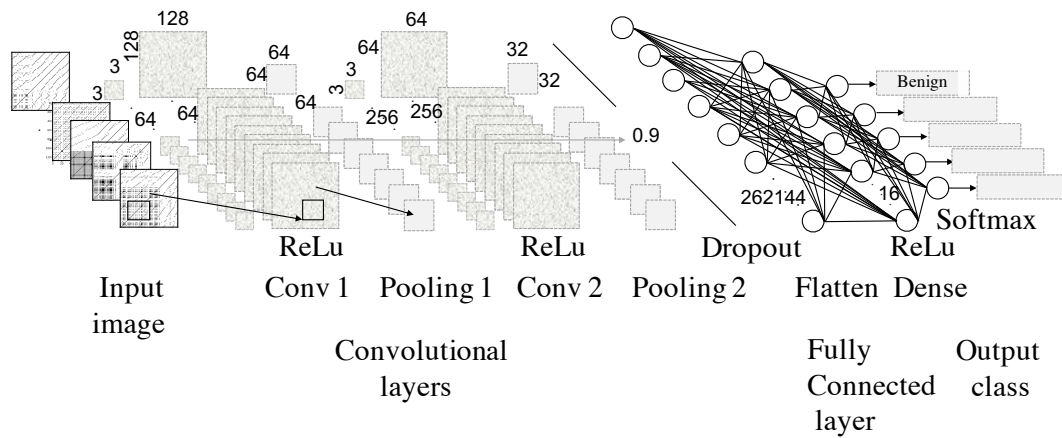 128
128
3
3
64
64
64
64
64
64
64
3
3
256
256
32
32
0.9
262144
16
Benign
Softmax
ReLu
ReLu
Dropout
ReLu
Input
image
Conv 1
Pooling 1
Conv 2
Pooling 2
Flatten
Dense
Convolutional
layers
Fully
Connected
layer
Output
class